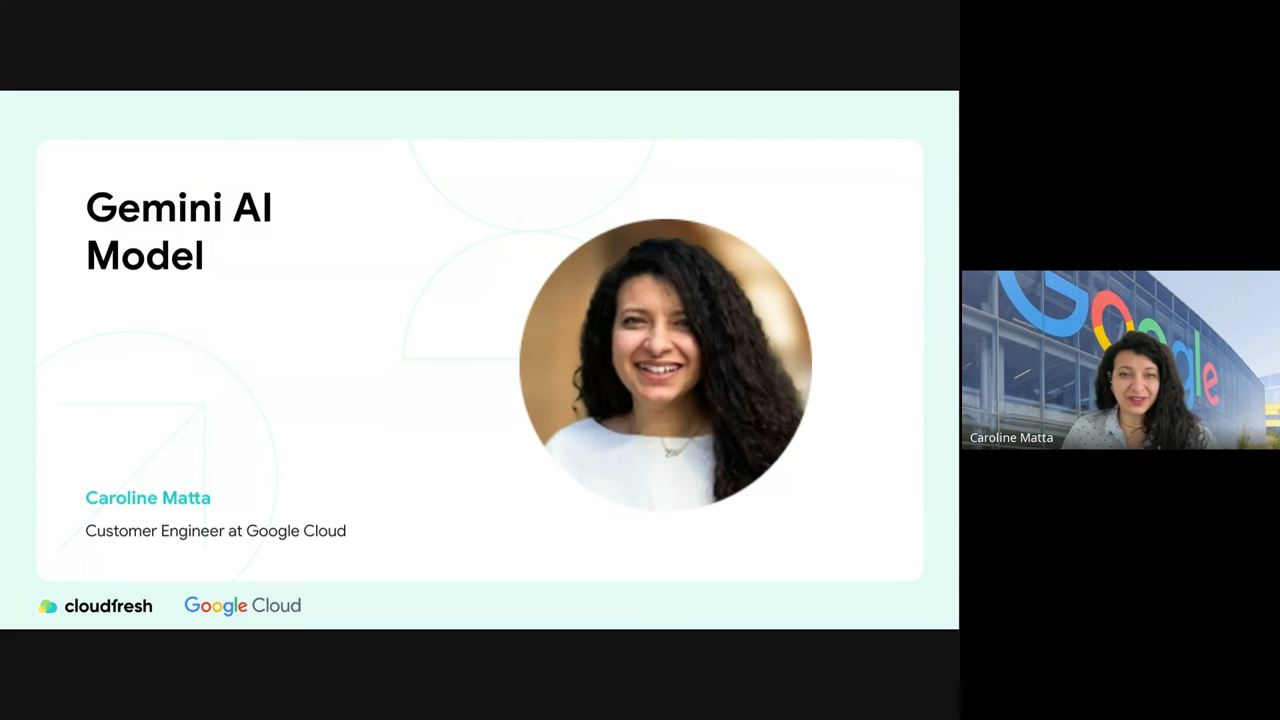 Gemini AI
Model
Caroline Matta
Customer Engineer at Google Cloud
cloudfresh
Google Cloud
Google
Caroline Matta